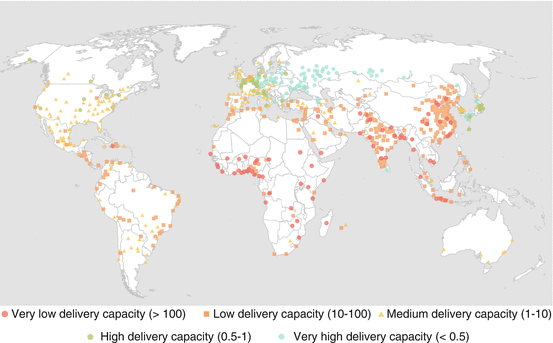 Very low delivery capacity (> 100) Low delivery capacity (10-100) Medium delivery capacity (1-10)
High delivery capacity (0.5-1) Very high delivery capacity (< 0.5)